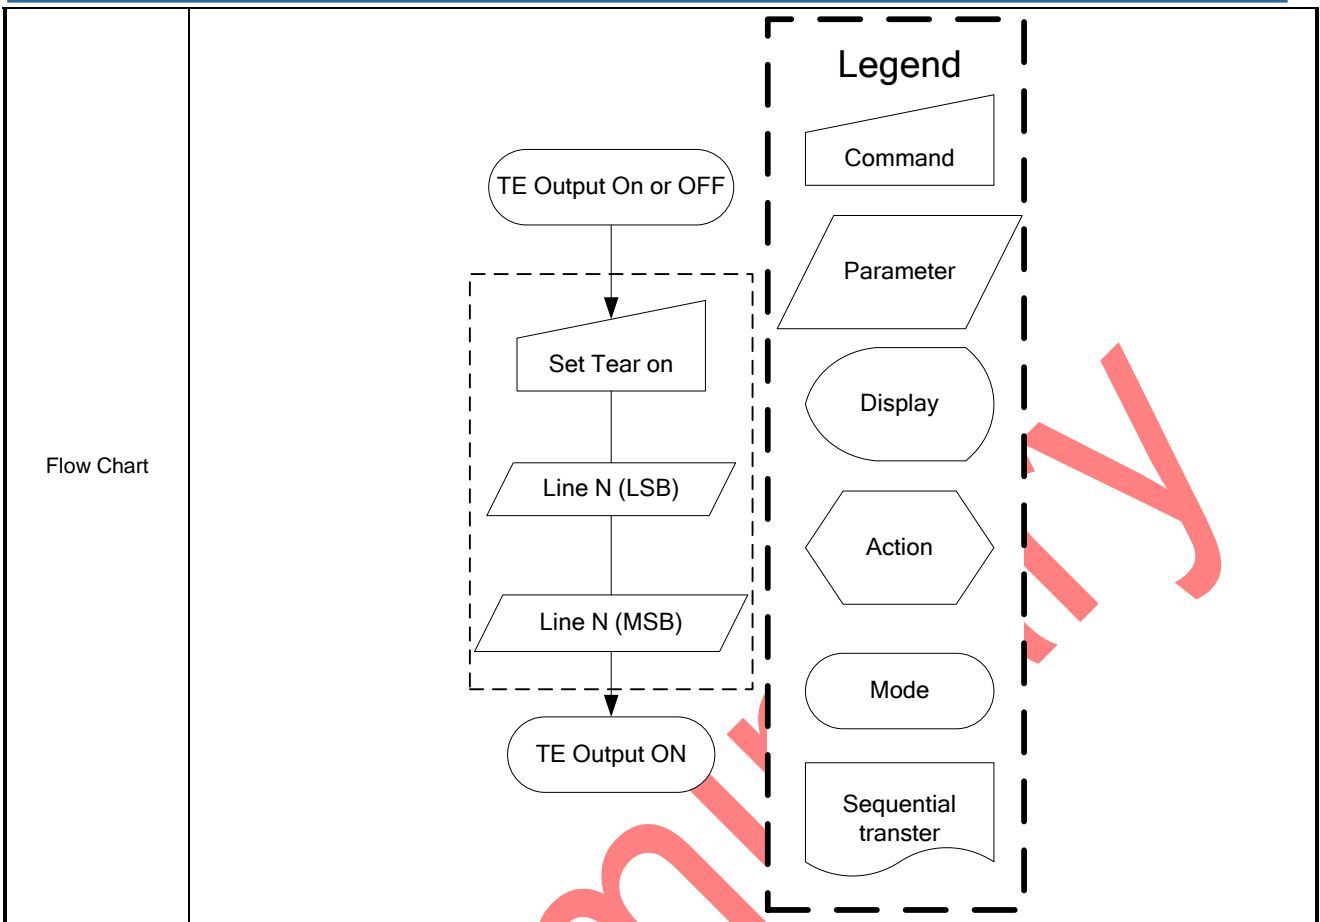 Flow Chart
TE Output On or OFF
Set Tear on
Line N (LSB)
Line N (MSB)
TE Output ON
Legend
Command
Parameter
Display
Action
Mode
Sequential
transter